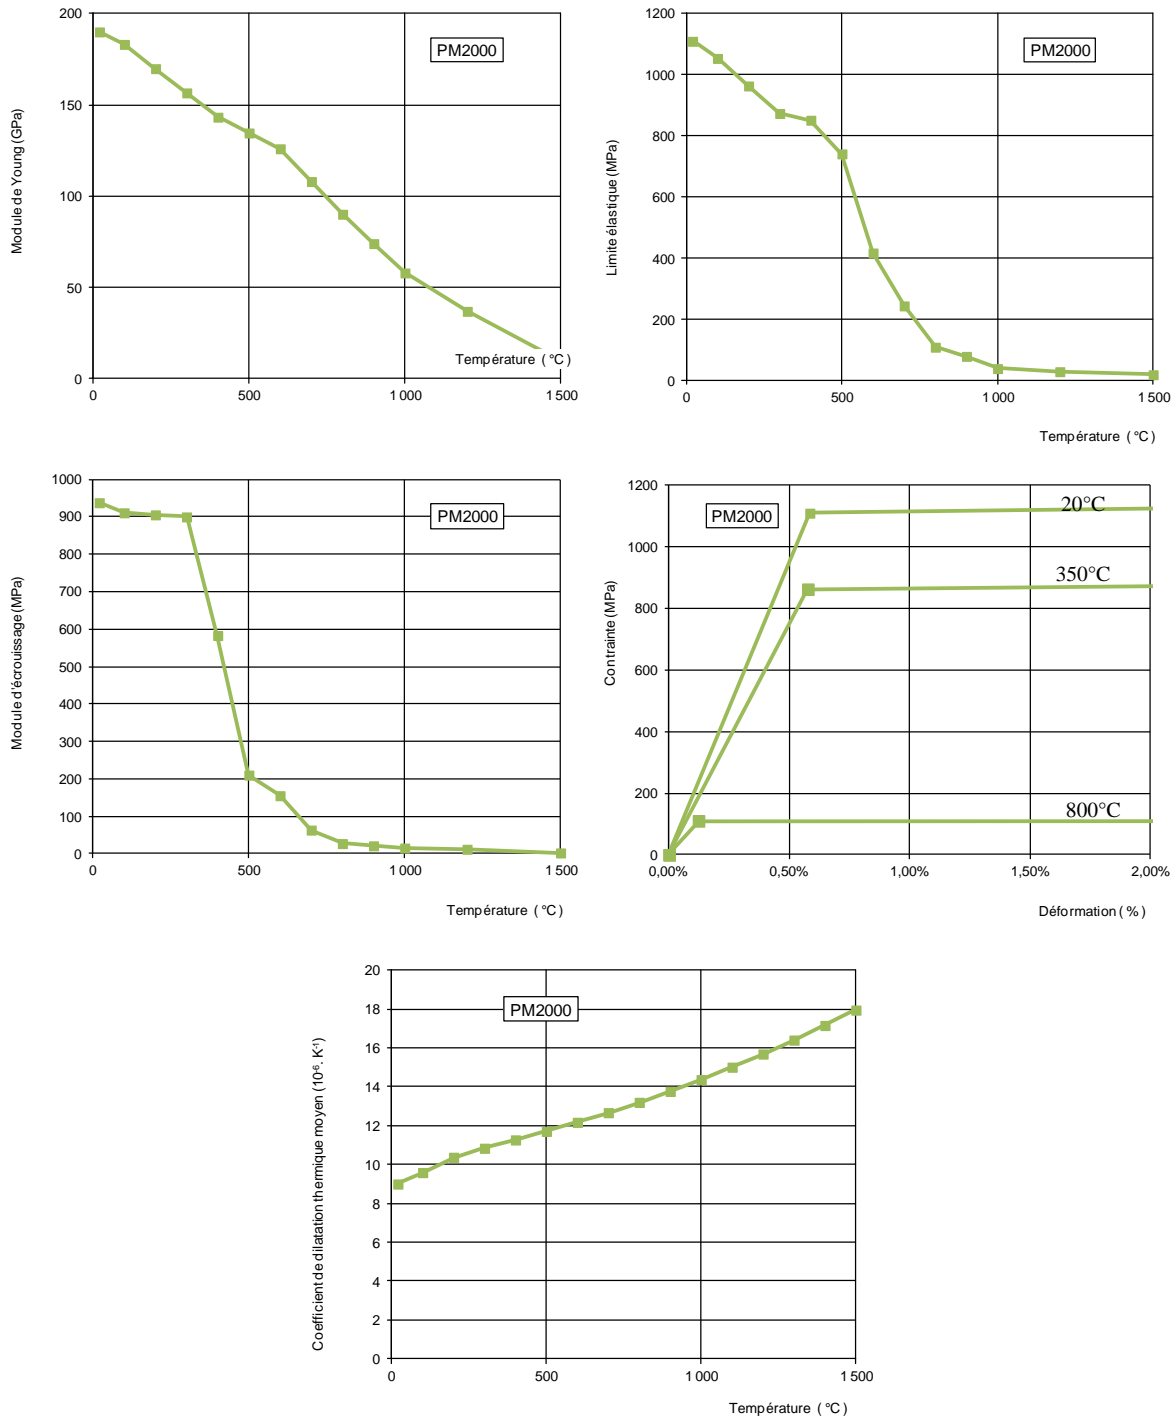 200
150
100
50
0
0 500 1 000 1 500
Module de Young (GPa)
PM2000
Température (°C)
1200
1000
800
600
400
200
0
0 500 1 000 1 500
Limite élastique (MPa)
PM2000
Température (°C)
1000
900
800
700
600
500
400
300
200
100
0
0 500 1 000 1 500
Module d'écrouissage (MPa)
PM2000
Température (°C)
1200
1000
800
600
400
200
0
0,00% 0,50% 1,00% 1,50% 2,00%
Contrainte (MPa)
PM2000
20°C
350°C
800°C
Déformation (%)
20
18
16
14
12
10
8
6
4
2
0
0 500 1 000 1 500
Coefficient de dilatation thermique moyen (10⁻⁶. K⁻¹)
PM2000
Température (°C)